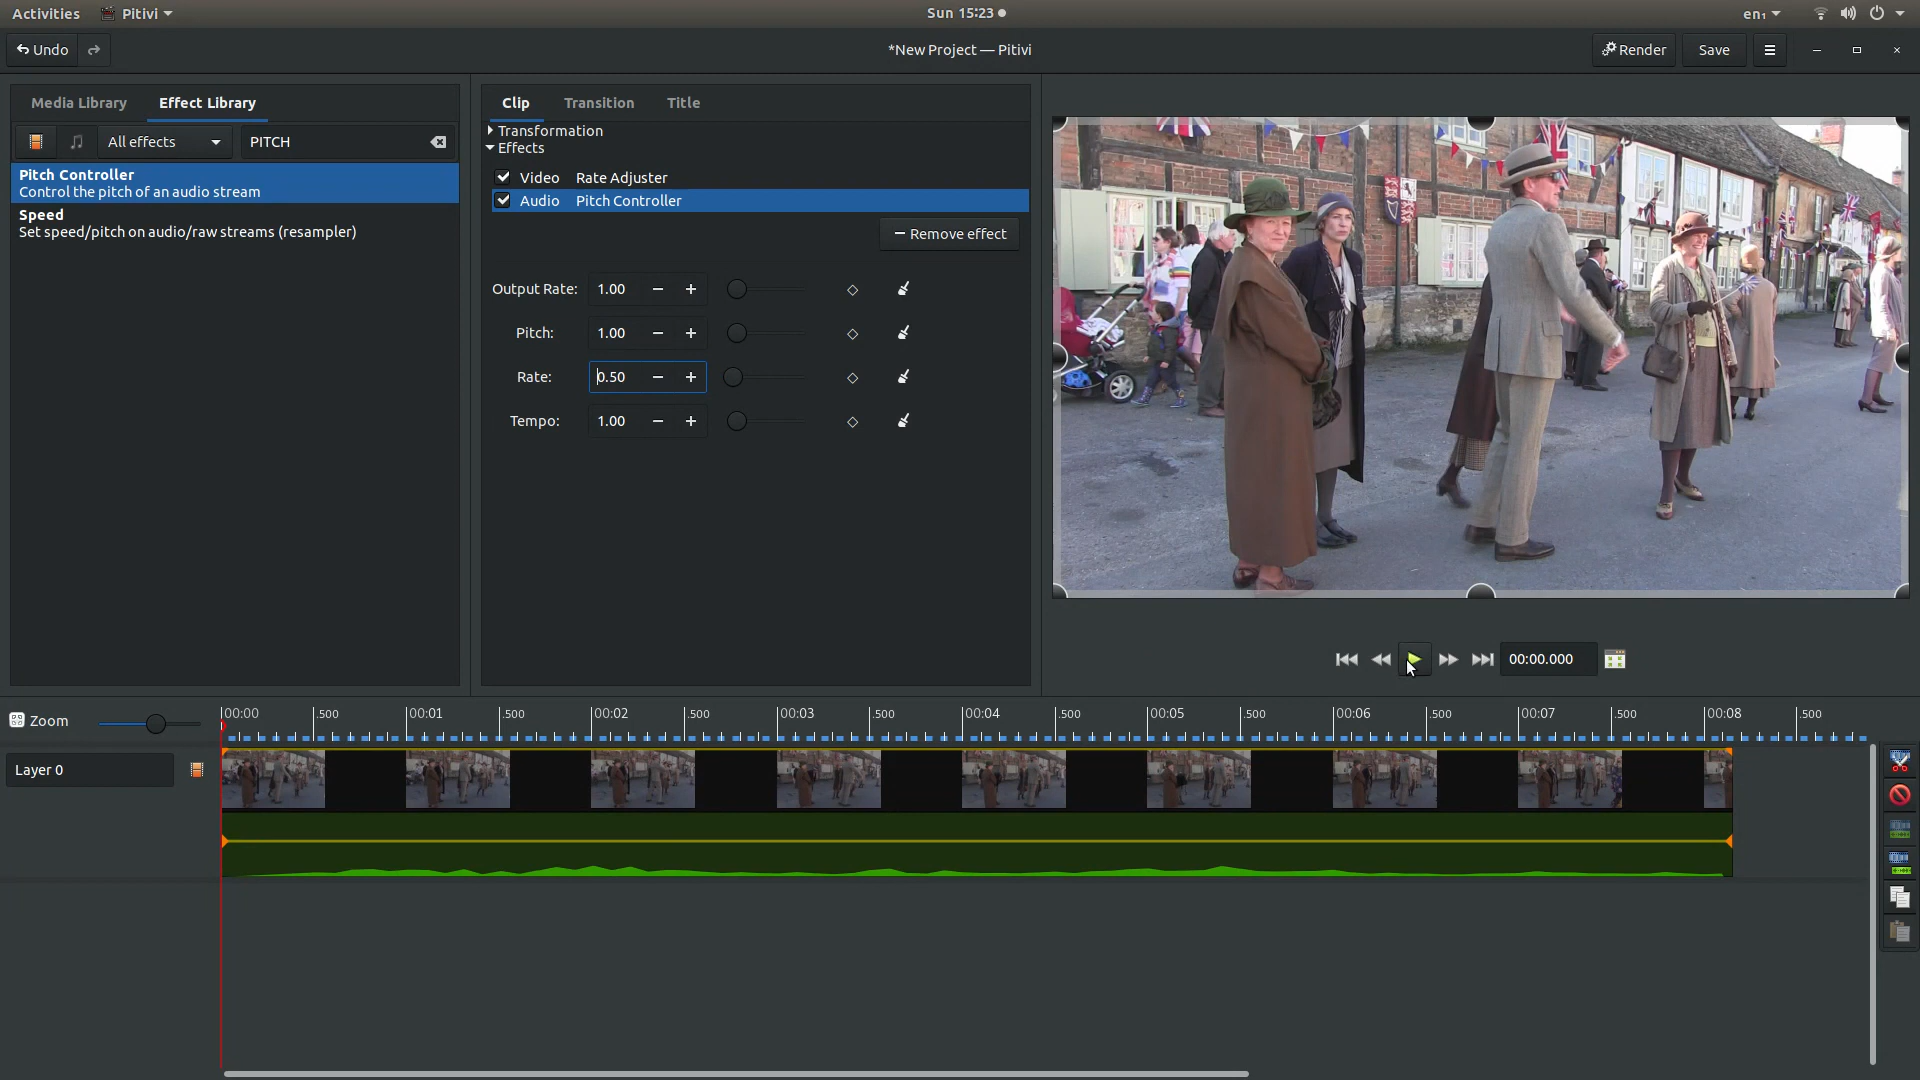 Activities Pitivi Sun 15:23 en₁
Undo *New Project — Pitivi Render Save
Media Library Effect Library
All effects PITCH
Pitch Controller
Control the pitch of an audio stream
Speed
Set speed/pitch on audio/raw streams (resampler)
Clip Transition Title
Transformation
Effects
Video Rate Adjuster
Audio Pitch Controller
Remove effect
Output Rate: 1.00
Pitch: 1.00
Rate: 0.50
Tempo: 1.00
00:00.000
Zoom 00:00 .500 00:01 .500 00:02 .500 00:03 .500 00:04 .500 00:05 .500 00:06 .500 00:07 .500 00:08 .500
Layer 0